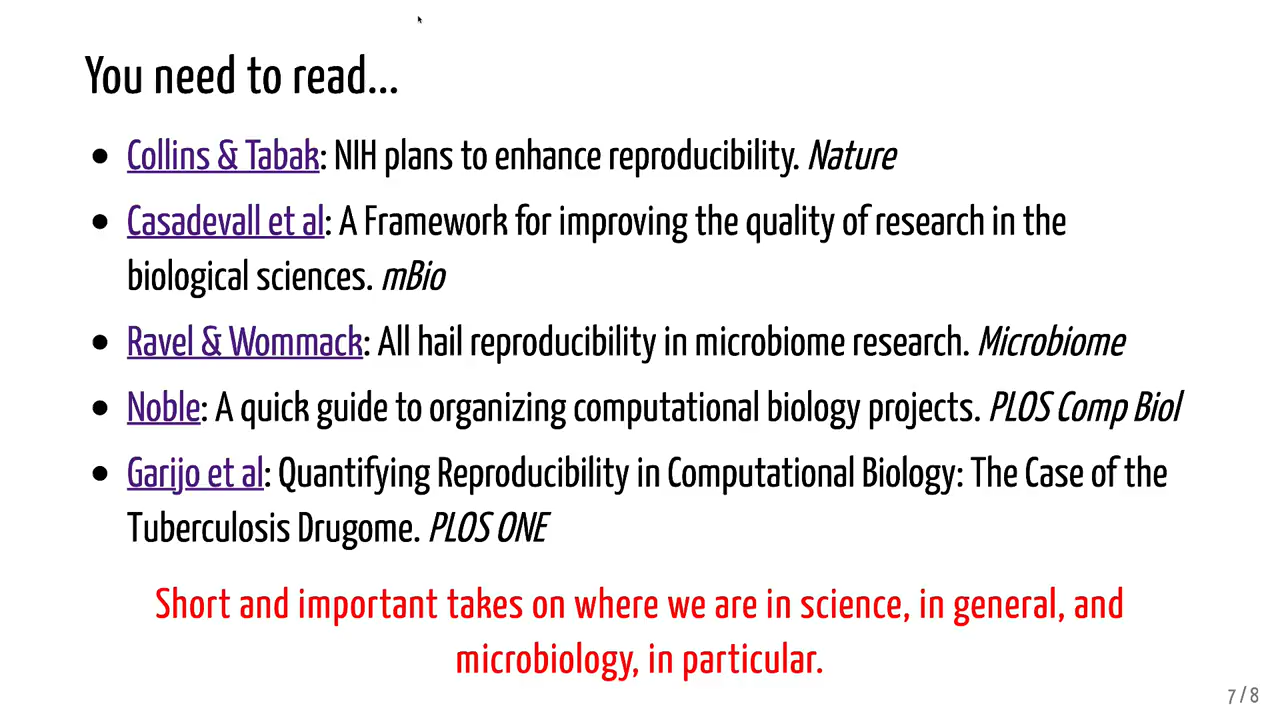 You need to read...
• Collins & Tabak: NIH plans to enhance reproducibility. Nature
• Casadevall et al: A Framework for improving the quality of research in the
biological sciences. mBio
• Ravel & Wommack: All hail reproducibility in microbiome research. Microbiome
• Noble: A quick guide to organizing computational biology projects. PLOS Comp Biol
• Garijo et al: Quantifying Reproducibility in Computational Biology: The Case of the
Tuberculosis Drugome. PLOS ONE
Short and important takes on where we are in science, in general, and
microbiology, in particular.
7 / 8